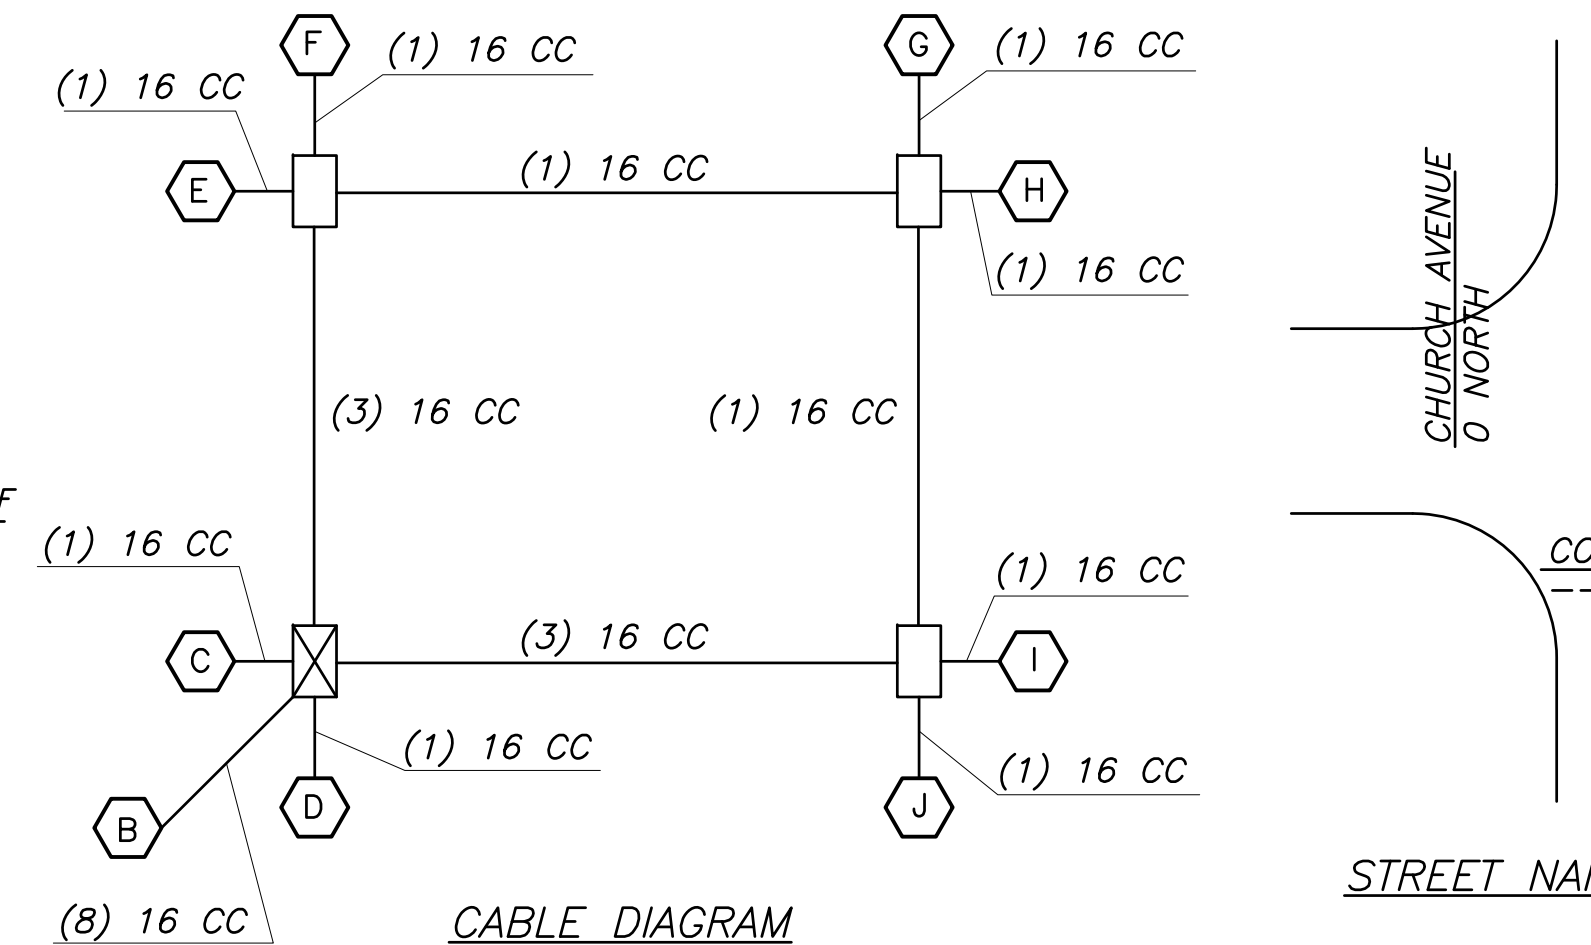 F
(1) 16 CC
G
(1) 16 CC
(1) 16 CC
E
(1) 16 CC
H
(1) 16 CC
(3) 16 CC
(1) 16 CC
CHURCH AVENUE
0 NORTH
(1) 16 CC
(1) 16 CC
C
(3) 16 CC
I
(1) 16 CC
(1) 16 CC
B
D
J
(8) 16 CC
CABLE DIAGRAM
STREET